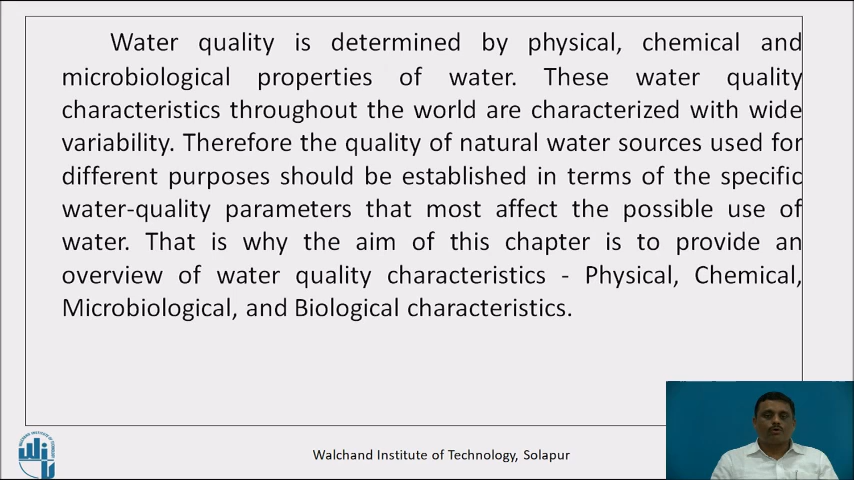 Water quality is determined by physical, chemical and
microbiological properties of water. These water quality
characteristics throughout the world are characterized with wide
variability. Therefore the quality of natural water sources used for
different purposes should be established in terms of the specific
water-quality parameters that most affect the possible use of
water. That is why the aim of this chapter is to provide an
overview of water quality characteristics - Physical, Chemical,
Microbiological, and Biological characteristics.
Walchand Institute of Technology, Solapur